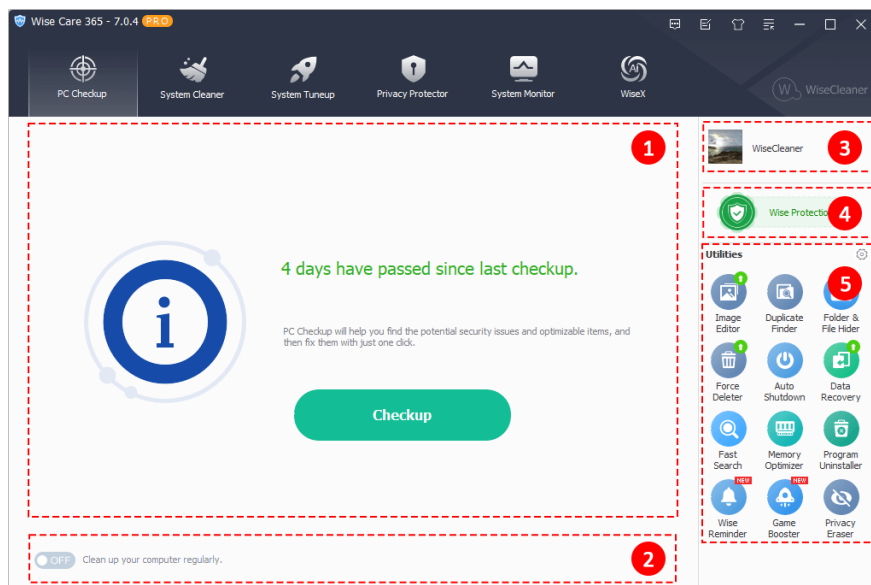 Wise Care 365 - 7.0.4 PRO
PC Checkup
System Cleaner
System Tuneup
Privacy Protector
System Monitor
AI
WiseX
W WiseCleaner
1
WiseCleaner 3
4 days have passed since last checkup.
PC Checkup will help you find the potential security issues and optimizable items, and
then fix them with just one click.
Checkup
Wise Protectio 4
Utilities
5
Image
Editor
Duplicate
Finder
Folder &
File Hider
Force
Deleter
Auto
Shutdown
Data
Recovery
Fast
Search
Memory
Optimizer
Program
Uninstaller
NEW
Wise
Reminder
NEW
Game
Booster
Privacy
Eraser
OFF Clean up your computer regularly. 2